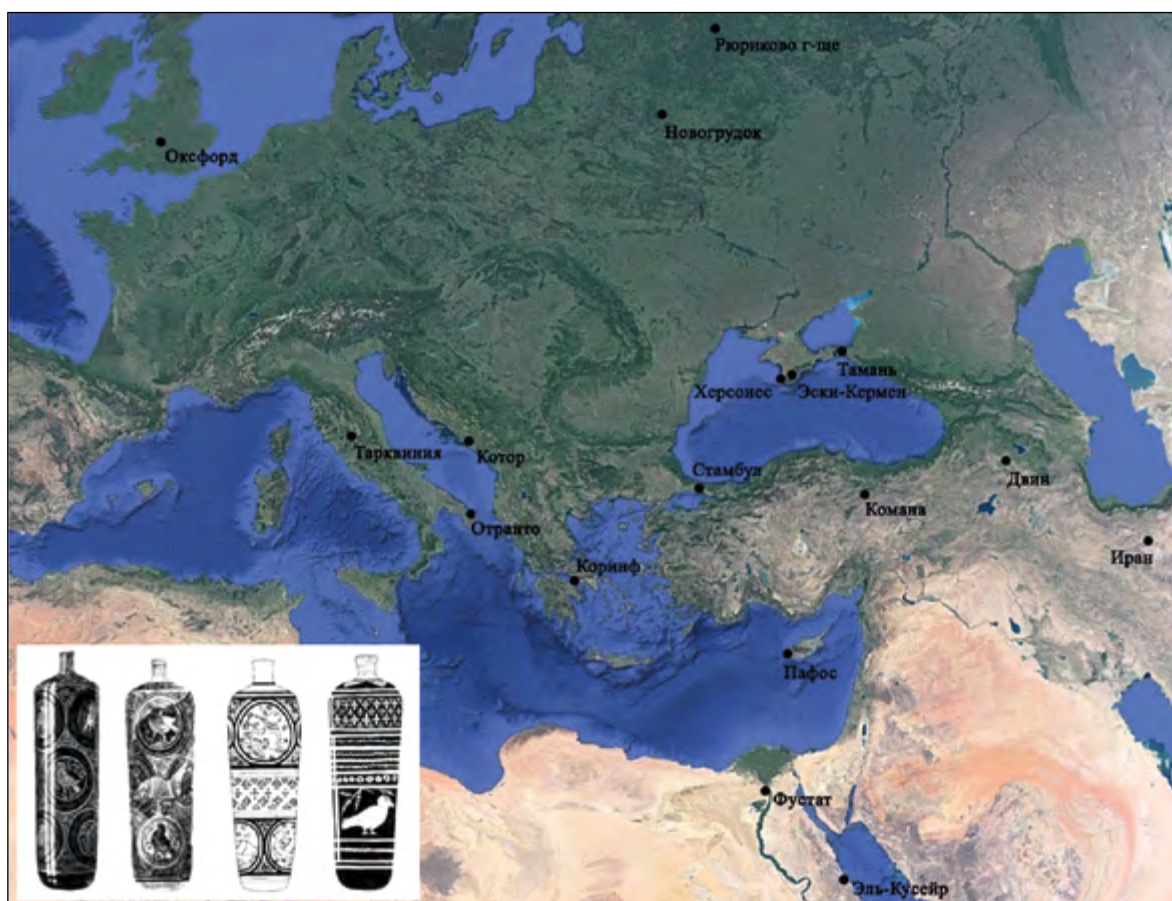 Рюриково г-ще
Новогрудок
Оксфорд
Тамань
Херсонес
Эски-Кермен
Тарквиния
Котор
Стамбул
Двин
Комана
Отранто
Иран
Коринф
Пафос
Фустат
Эль-Кусейр